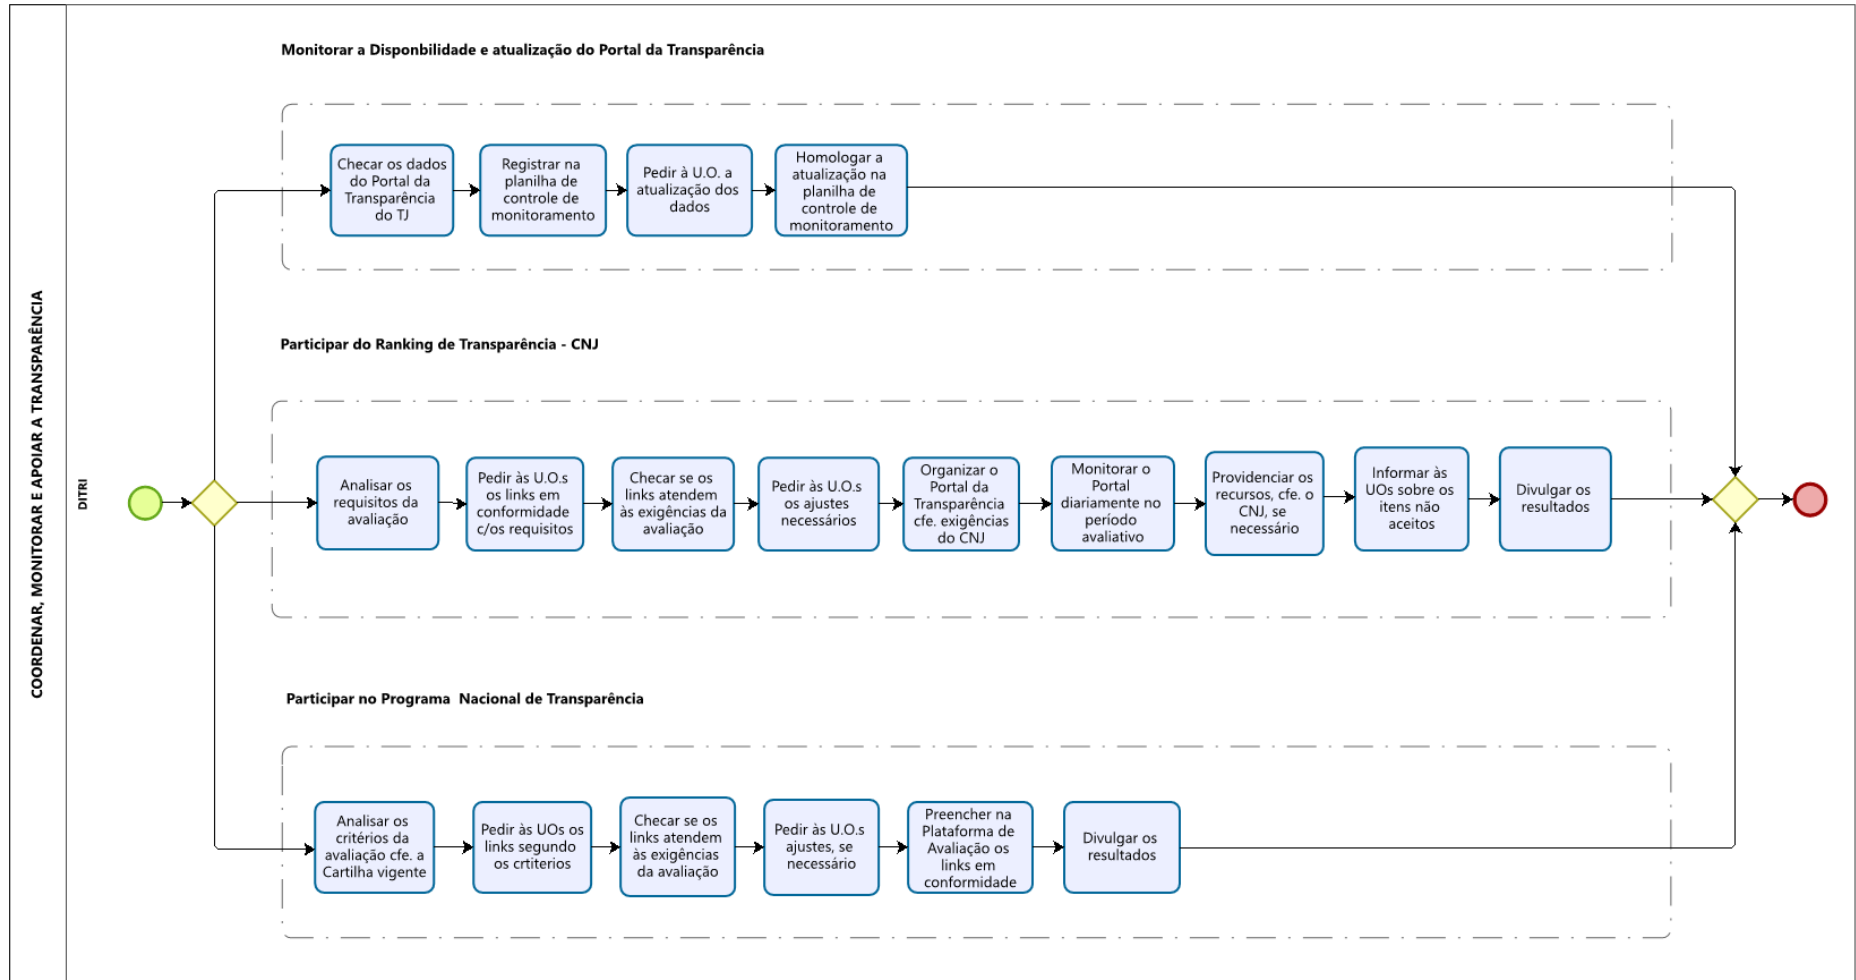 COORDENAR, MONITORAR E APOIAR A TRANSPARÊNCIA
DITRI
Monitorar a Disponbilidade e atualização do Portal da Transparência
Checar os dados
do Portal da
Transparência
do TJ
Registrar na
planilha de
controle de
monitoramento
Pedir à U.O. a
atualização dos
dados
Homologar a
atualização na
planilha de
controle de
monitoramento
Participar do Ranking de Transparência - CNJ
Analisar os
requisitos da
avaliação
Pedir às U.O.s
os links em
conformidade
c/os requisitos
Checar se os
links atendem
às exigências da
avaliação
Pedir às U.O.s
os ajustes
necessários
Organizar o
Portal da
Transparência
cfe. exigências
do CNJ
Monitorar o
Portal
diariamente no
período
avaliativo
Providenciar os
recursos, cfe. o
CNJ, se
necessário
Informar às
UOs sobre os
itens não
aceitos
Divulgar os
resultados
Participar no Programa  Nacional de Transparência
Analisar os
critérios da
avaliação cfe. a
Cartilha vigente
Pedir às UOs os
links segundo
os crtiterios
Checar se os
links atendem
às exigências
da avaliação
Pedir às U.O.s
ajustes, se
necessário
Preencher na
Plataforma de
Avaliação os
links em
conformidade
Divulgar os
resultados